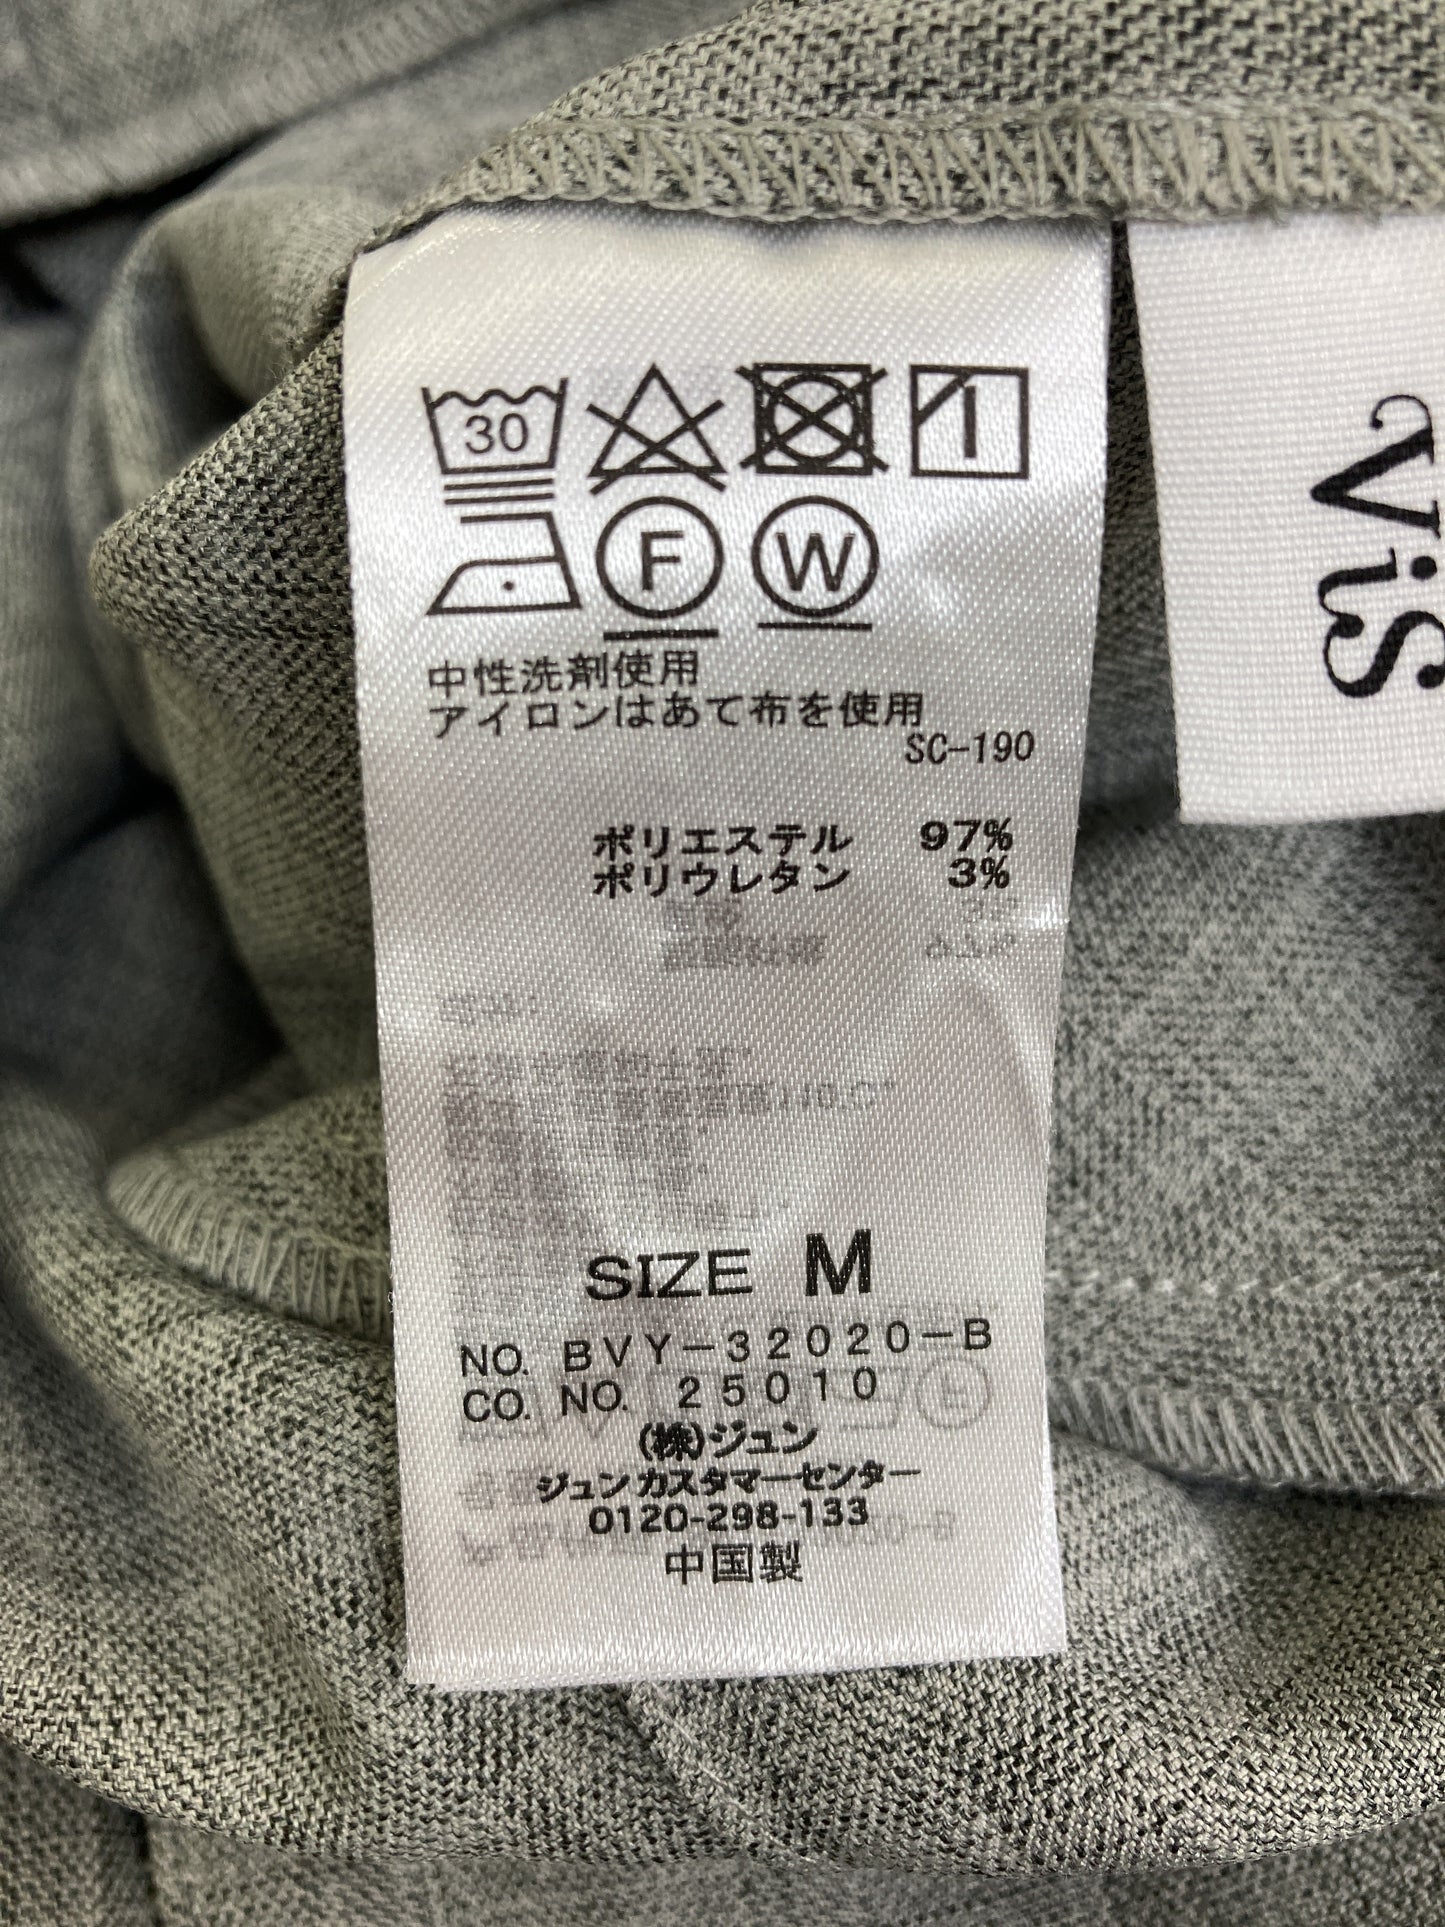 30
F W
中性洗剤使用
アイロンはあて布を使用
SC-190
ポリエステル 97%
ポリウレタン 3%
SIZE M
NO. BVY-32020-B
CO. NO. 25010
(株)ジュン
ジュンカスタマーセンター
0120-298-133
中国製
ViS